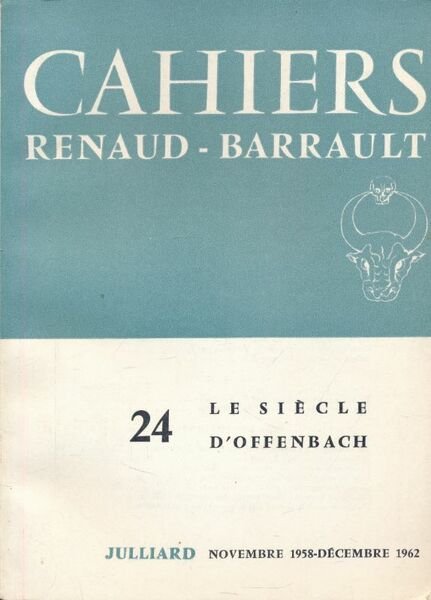 CAHIERS
RENAUD - BARRAULT
24
LE SIÈCLE
D'OFFENBACH
JULLIARD NOVEMBRE 1958-DÉCEMBRE 1962